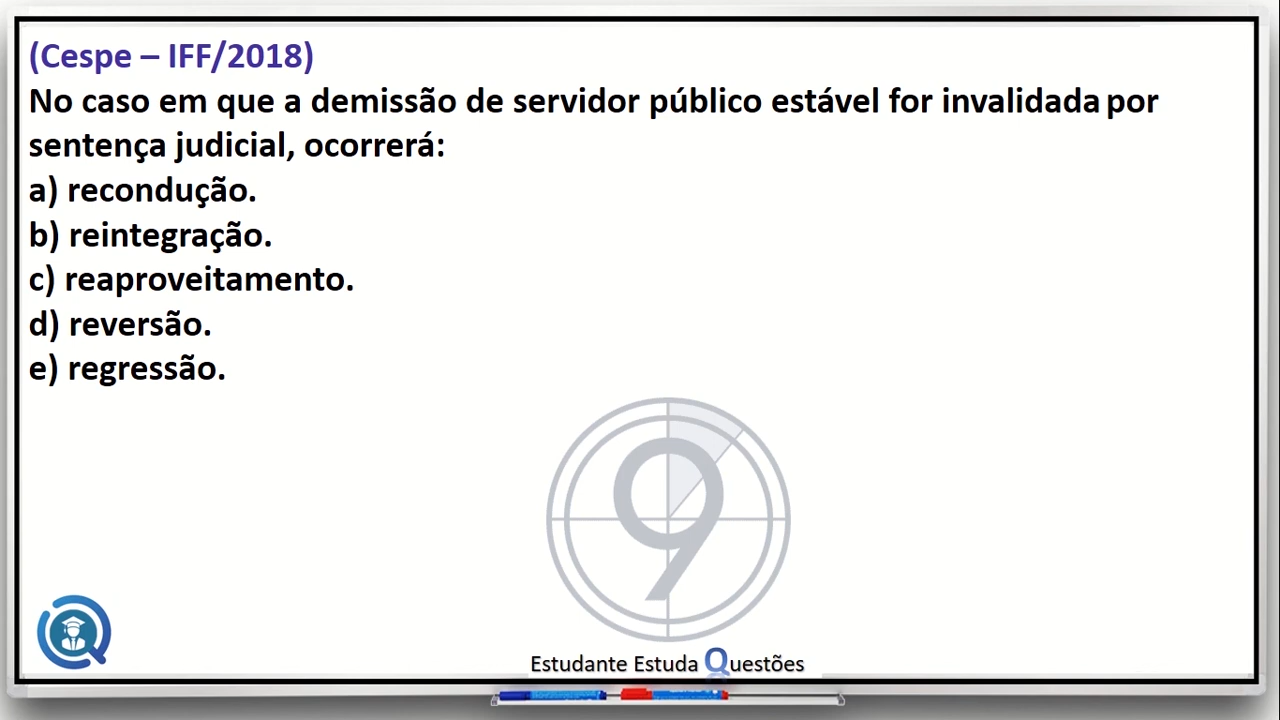 (Cespe – IFF/2018)
No caso em que a demissão de servidor público estável for invalidada por
sentença judicial, ocorrerá:
a) recondução.
b) reintegração.
c) reaproveitamento.
d) reversão.
e) regressão.
9
Estudante Estuda Questões